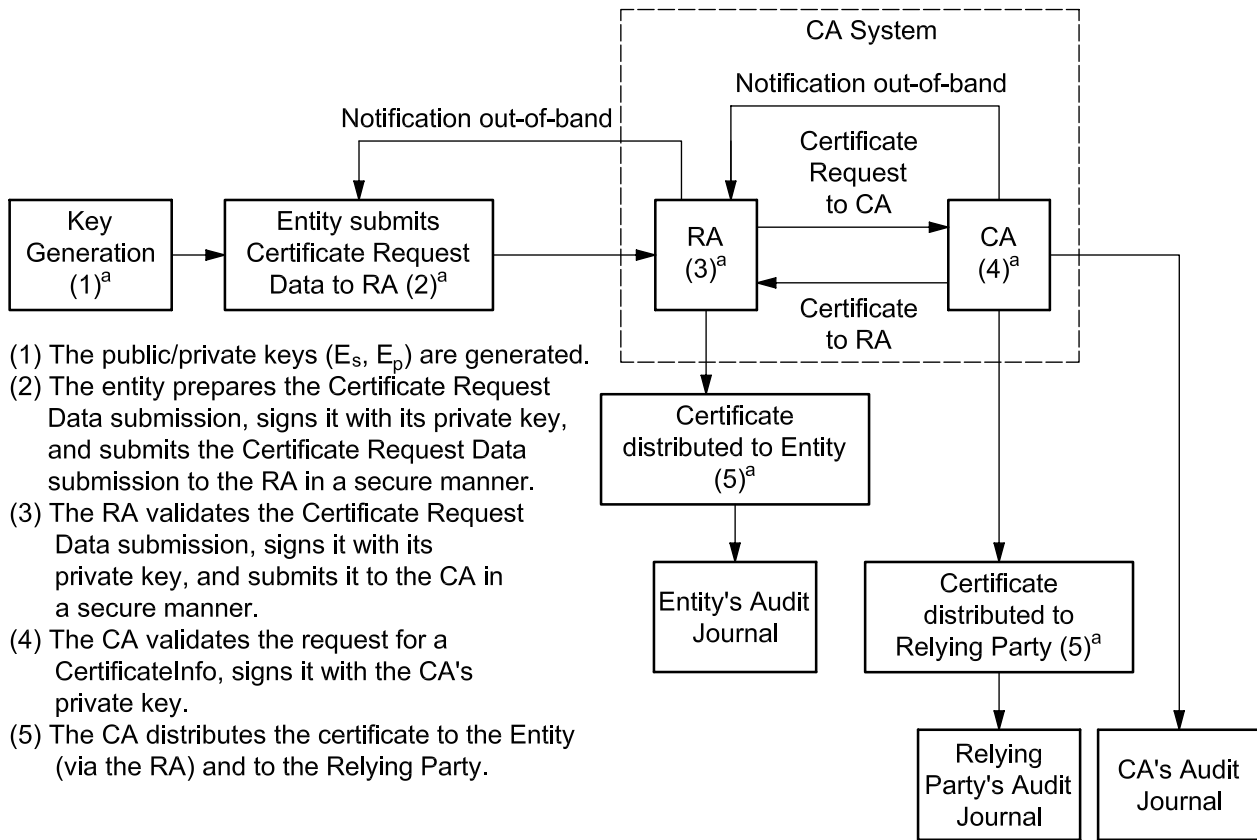 CA System
Notification out-of-band
Notification out-of-band
Certificate
Request
to CA
Key
Generation
(1)ᵃ
Entity submits
Certificate Request
Data to RA (2)ᵃ
RA
(3)ᵃ
CA
(4)ᵃ
Certificate
to RA
(1) The public/private keys (Eₛ, Eₚ) are generated.
(2) The entity prepares the Certificate Request
Data submission, signs it with its private key,
and submits the Certificate Request Data
submission to the RA in a secure manner.
(3) The RA validates the Certificate Request
Data submission, signs it with its
private key, and submits it to the CA in
a secure manner.
(4) The CA validates the request for a
CertificateInfo, signs it with the CA's
private key.
(5) The CA distributes the certificate to the Entity
(via the RA) and to the Relying Party.
Certificate
distributed to Entity
(5)ᵃ
Entity's Audit
Journal
Certificate
distributed to
Relying Party (5)ᵃ
Relying
Party's Audit
Journal
CA's Audit
Journal